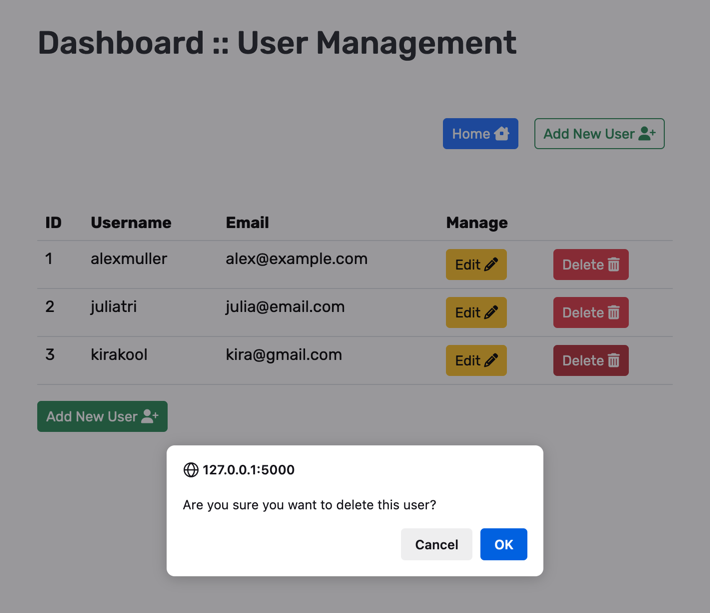 Dashboard :: User Management
Home Add New User
ID Username Email Manage
1 alexmuller alex@example.com Edit Delete
2 juliatri julia@email.com Edit Delete
3 kirakool kira@gmail.com Edit Delete
Add New User
127.0.0.1:5000
Are you sure you want to delete this user?
Cancel OK